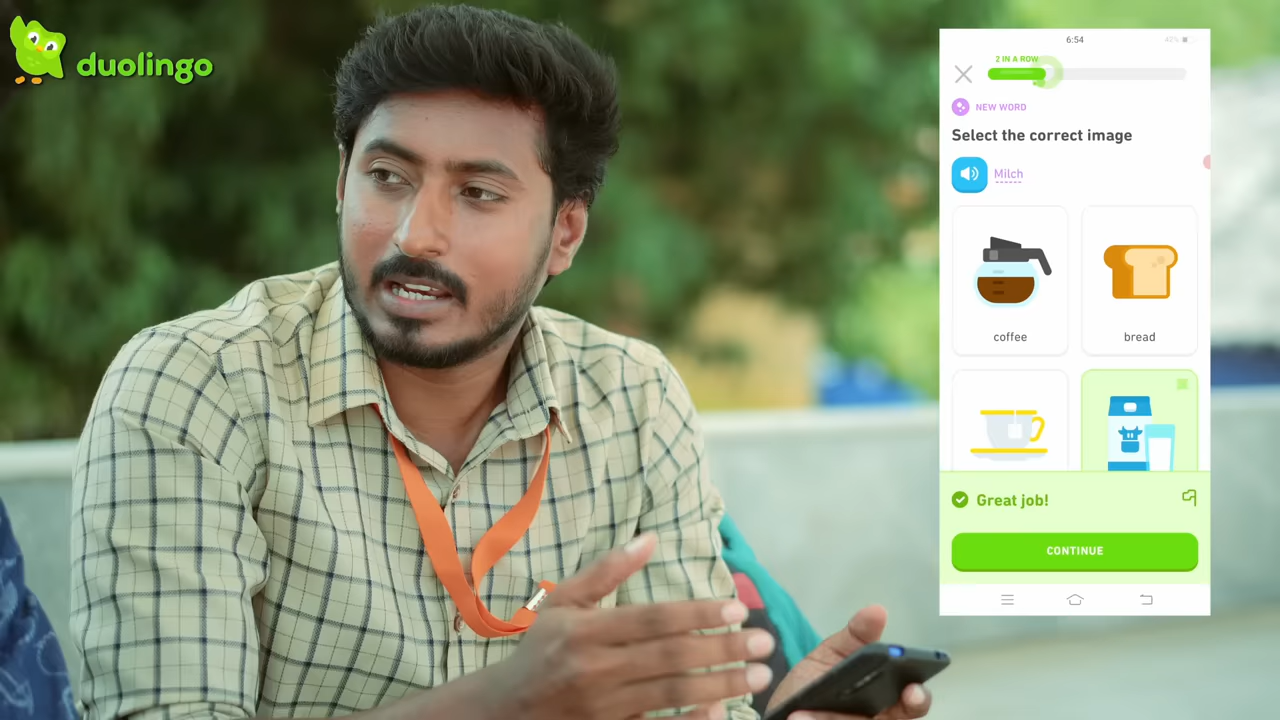 duolingo
6:54
2 IN A ROW
NEW WORD
Select the correct image
Milch
coffee
bread
Great job!
CONTINUE